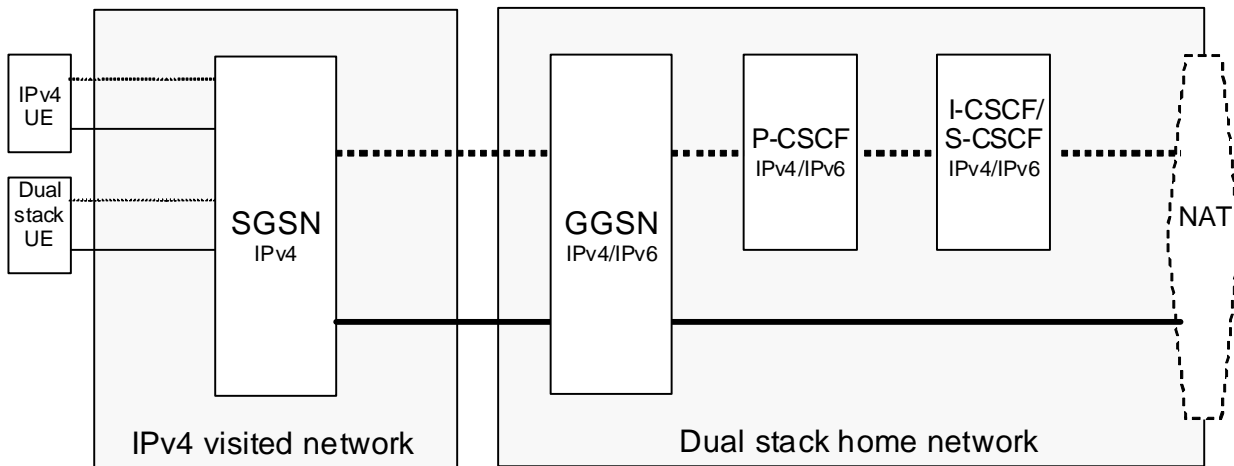 IPv4
UE
Dual
stack
UE
SGSN
IPv4
GGSN
IPv4/IPv6
P-CSCF
IPv4/IPv6
I-CSCF/
S-CSCF
IPv4/IPv6
NAT
IPv4 visited network
Dual stack home network